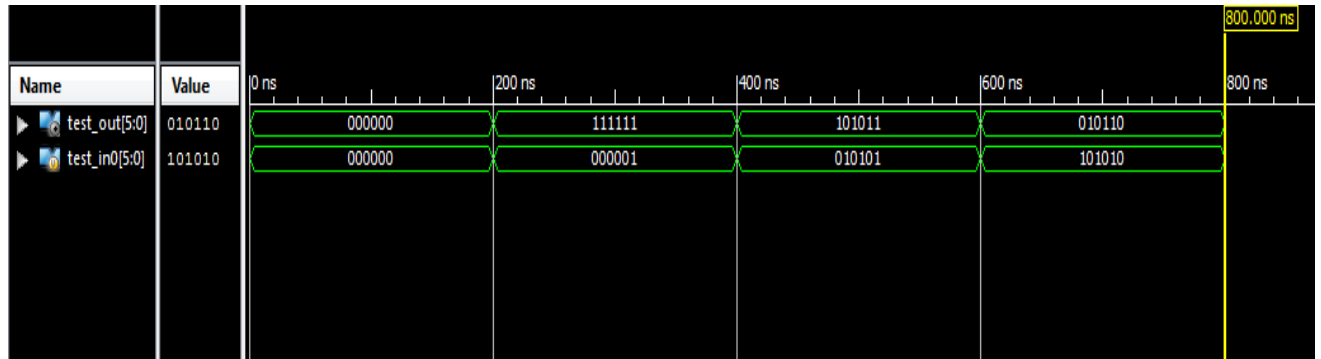 800.000 ns
Name Value 0 ns 200 ns 400 ns 600 ns 800 ns
test_out[5:0] 010110 000000 111111 101011 010110
test_in0[5:0] 101010 000000 000001 010101 101010